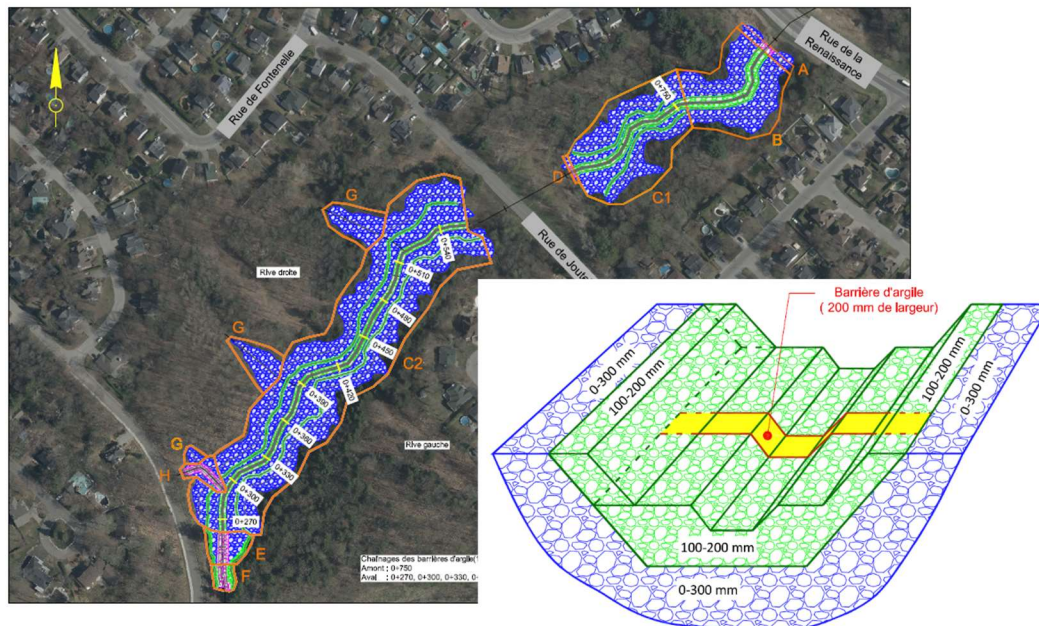 Rue de Fontenelle
Rue de la
Renaissance
A
0+750
B
D
C1
G
Rue de
0+540
Rive droite
0+510
0+480
G
0+450
C2
0+420
0+390
0+360
Rive gauche
G
H
0+330
0+300
0+270
E
F
Chaînages des barrières d'argile
Amont : 0+750
Aval : 0+270, 0+300, 0+330,
Barrière d'argile
( 200 mm de largeur)
0-300 mm
100-200 mm
100-200 mm
0-300 mm
100-200 mm
0-300 mm